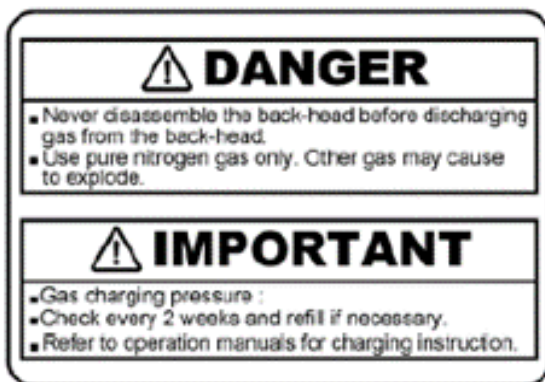 DANGER
▪Never disassemble the back-head before discharging
gas from the back-head.
▪Use pure nitrogen gas only. Other gas may cause
to explode.
IMPORTANT
▪Gas charging pressure :
▪Check every 2 weeks and refill if necessary.
▪Refer to operation manuals for charging instruction.